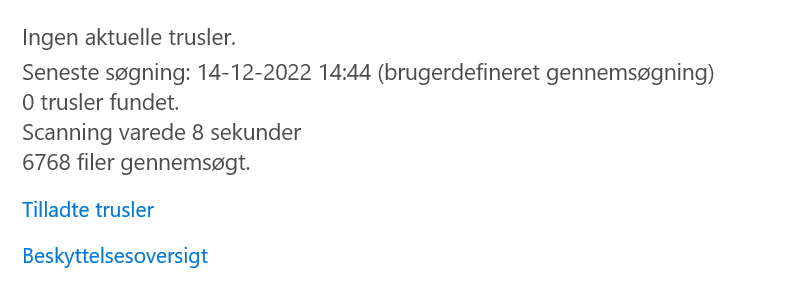 Ingen aktuelle trusler.
Seneste søgning: 14-12-2022 14:44 (brugerdefineret gennemsøgning)
0 trusler fundet.
Scanning varede 8 sekunder
6768 filer gennemsøgt.
Tilladte trusler
Beskyttelsesoversigt